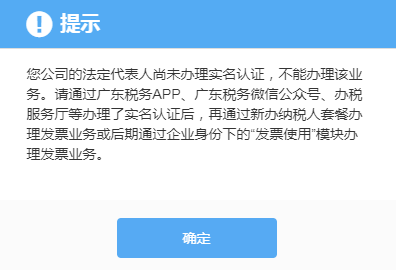 提示
您公司的法定代表人尚未办理实名认证，不能办理该业
务。请通过广东税务APP、广东税务微信公众号、办税
服务厅等办理了实名认证后，再通过新办纳税人套餐办
理发票业务或后期通过企业身份下的“发票使用”模块办
理发票业务。
确定